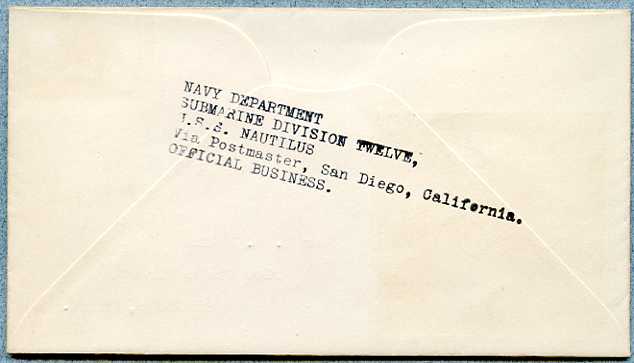 NAVY DEPARTMENT
SUBMARINE DIVISION TWELVE,
U.S.S. NAUTILUS
Via Postmaster, San Diego, California.
OFFICIAL BUSINESS.